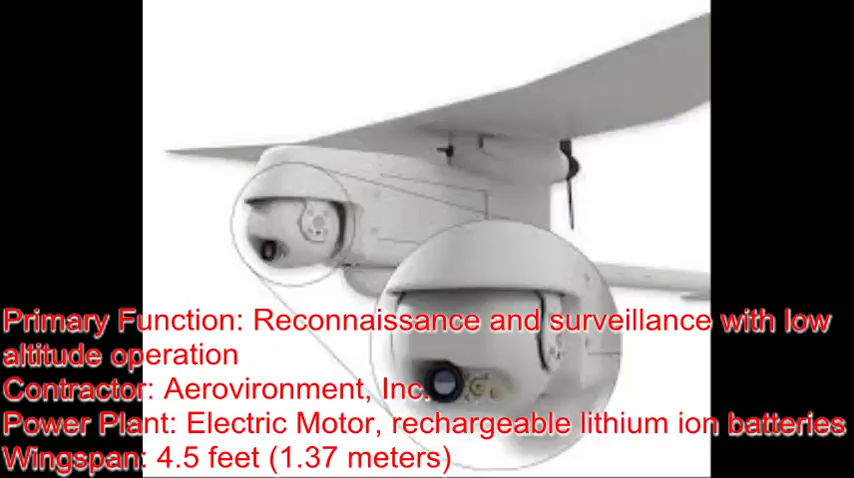 Primary Function: Reconnaissance and surveillance with low
altitude operation
Contractor: Aerovironment, Inc.
Power Plant: Electric Motor, rechargeable lithium ion batteries
Wingspan: 4.5 feet (1.37 meters)